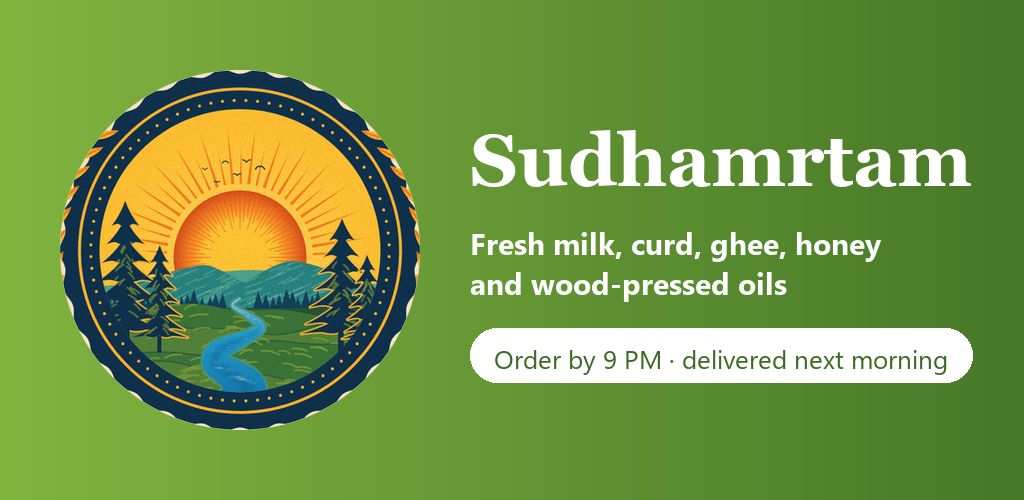 Sudhamrtam
Fresh milk, curd, ghee, honey
and wood-pressed oils
Order by 9 PM · delivered next morning